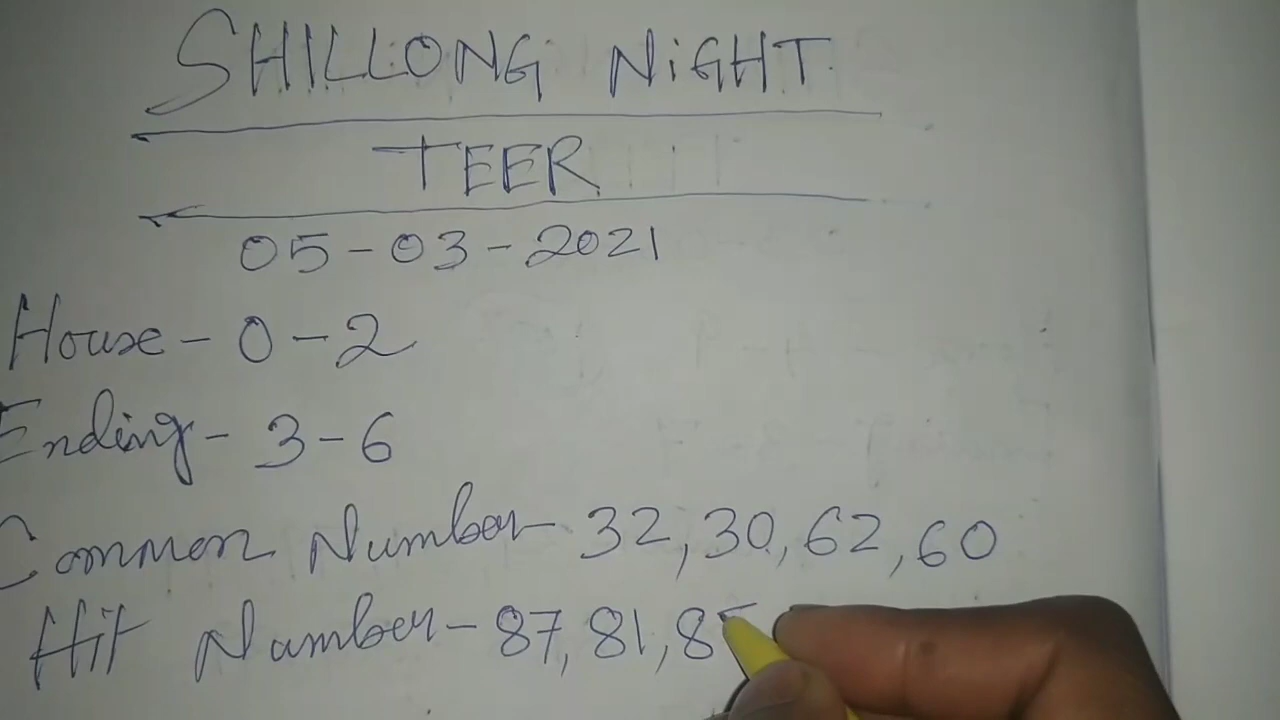 SHILLONG NiGHT
TEER
05-03-2021
House - 0-2
Ending - 3-6
Common Number - 32, 30, 62, 60
Hit Number - 87, 81, 85